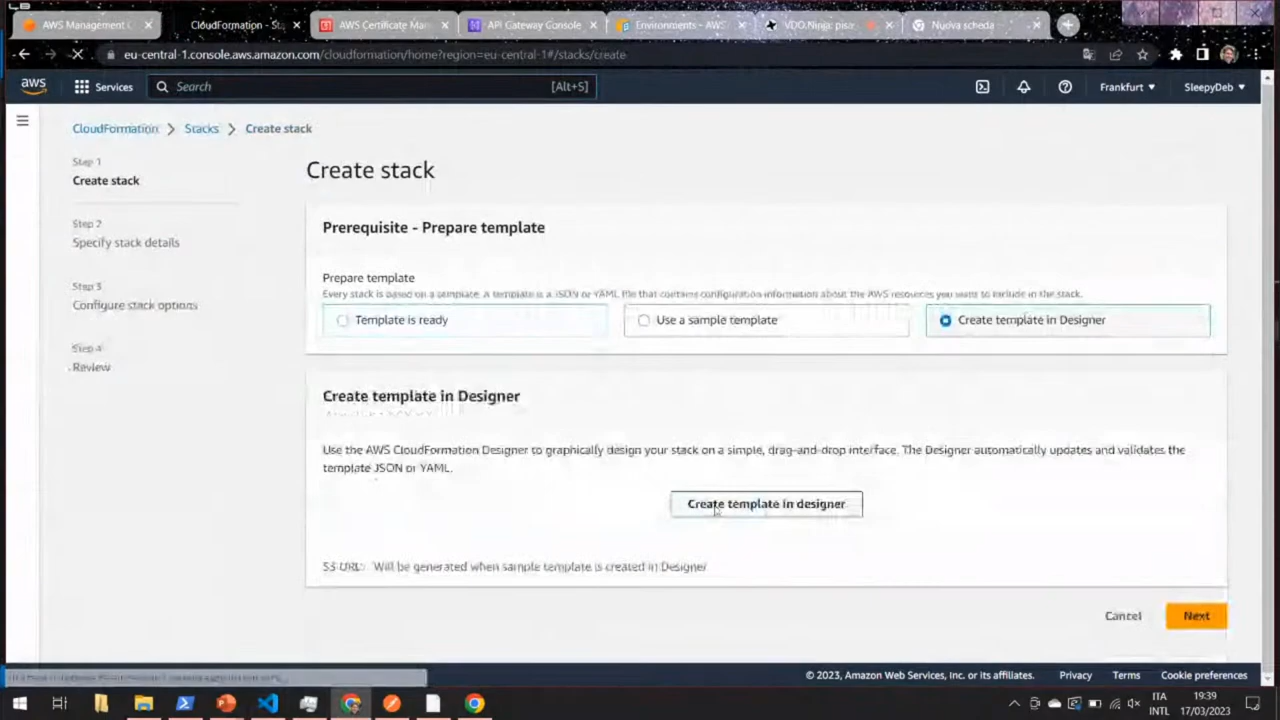 AWS Management C
CloudFormation - St
AWS Certificate Ma
API Gateway Console
Environments - AWS
VDO.Ninja: pisa
Nuova scheda
eu-central-1.console.aws.amazon.com/cloudformation/home?region=eu-central-1#/stacks/create
aws
Services
Search
[Alt+S]
Frankfurt
SleepyDeb
CloudFormation > Stacks > Create stack
Step 1
Create stack
Step 2
Specify stack details
Step 3
Configure stack options
Step 4
Review
Create stack
Prerequisite - Prepare template
Prepare template
Every stack is based on a template. A template is a JSON or YAML file that contains configuration information about the AWS resources you want to include in the stack.
Template is ready
Use a sample template
Create template in Designer
Create template in Designer
Use the AWS CloudFormation Designer to graphically design your stack on a simple, drag-and-drop interface. The Designer automatically updates and validates the
template JSON or YAML.
Create template in designer
S3 URL: Will be generated when sample template is created in Designer
Cancel
Next
© 2023, Amazon Web Services, Inc. or its affiliates.
Privacy
Terms
Cookie preferences
ITA
INTL
19:39
17/03/2023